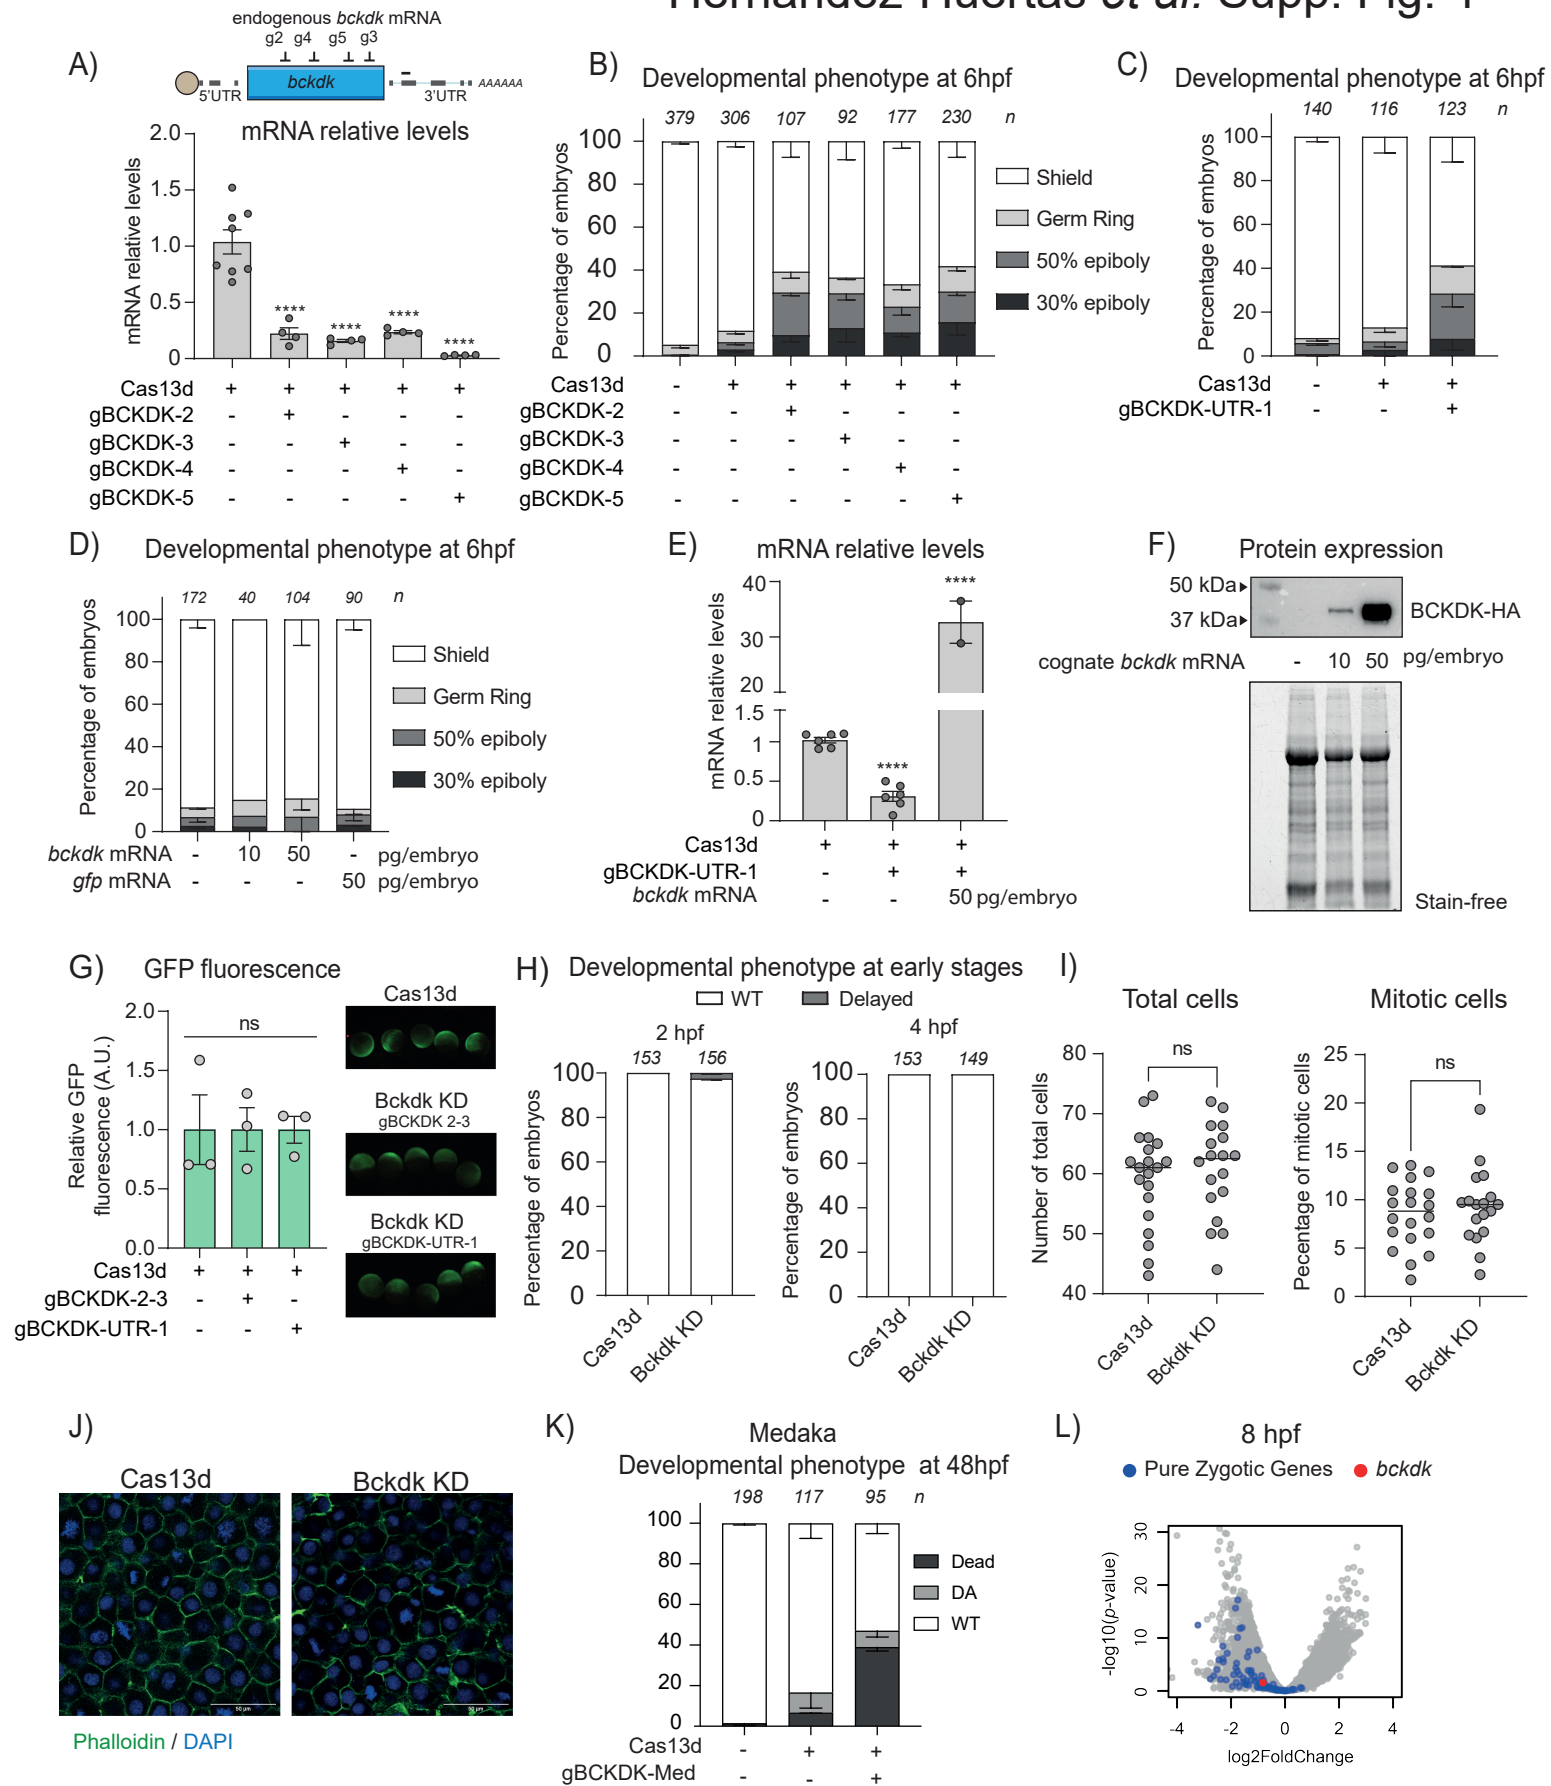 A)
endogenous bckdk mRNA
g2 g4 g5 g3
bckdk
5'UTR
3'UTR
AAAAAA
mRNA relative levels
mRNA relative levels
2.0
1.5
1.0
0.5
0
**** **** **** ****
Cas13d + + + + +
gBCKDK-2 - + - - -
gBCKDK-3 - - + - -
gBCKDK-4 - - - + -
gBCKDK-5 - - - - +
B)
Developmental phenotype at 6hpf
379 306 107 92 177 230 n
Percentage of embryos
100
80
60
40
20
0
Shield
Germ Ring
50% epiboly
30% epiboly
Cas13d - + + + + +
gBCKDK-2 - - + - - -
gBCKDK-3 - - - + - -
gBCKDK-4 - - - - + -
gBCKDK-5 - - - - - +
C)
Developmental phenotype at 6hpf
140 116 123 n
Percentage of embryos
100
80
60
40
20
0
Cas13d - + +
gBCKDK-UTR-1 - - +
D)
Developmental phenotype at 6hpf
172 40 104 90 n
Percentage of embryos
100
80
60
40
20
0
Shield
Germ Ring
50% epiboly
30% epiboly
bckdk mRNA - 10 50 - pg/embryo
gfp mRNA - - - 50 pg/embryo
E)
mRNA relative levels
mRNA relative levels
40
30
20
1.5
1
0.5
0
**** ****
Cas13d + + +
gBCKDK-UTR-1 - + +
bckdk mRNA - - 50 pg/embryo
F)
Protein expression
50 kDa
37 kDa
BCKDK-HA
cognate bckdk mRNA - 10 50 pg/embryo
Stain-free
G)
GFP fluorescence
Relative GFP
fluorescence (A.U.)
2.0
1.5
1.0
0.5
0.0
ns
Cas13d + + +
gBCKDK-2-3 - + -
gBCKDK-UTR-1 - - +
Cas13d
Bckdk KD
gBCKDK 2-3
Bckdk KD
gBCKDK-UTR-1
H)
Developmental phenotype at early stages
WT Delayed
2 hpf
153 156
Percentage of embryos
100
80
60
40
20
0
Cas13d
Bckdk KD
4 hpf
153 149
Percentage of embryos
100
80
60
40
20
0
Cas13d
Bckdk KD
I)
Total cells
Number of total cells
80
70
60
50
40
ns
Cas13d
Bckdk KD
Mitotic cells
Pecentage of mitotic cells
25
20
15
10
5
0
ns
Cas13d
Bckdk KD
J)
Cas13d
Bckdk KD
50 µm
50 µm
Phalloidin / DAPI
K)
Medaka
Developmental phenotype at 48hpf
198 117 95 n
100
80
60
40
20
0
Dead
DA
WT
Cas13d - + +
gBCKDK-Med - - +
L)
8 hpf
Pure Zygotic Genes bckdk
-log10(p-value)
30
20
10
0
-4 -2 0 2 4
log2FoldChange